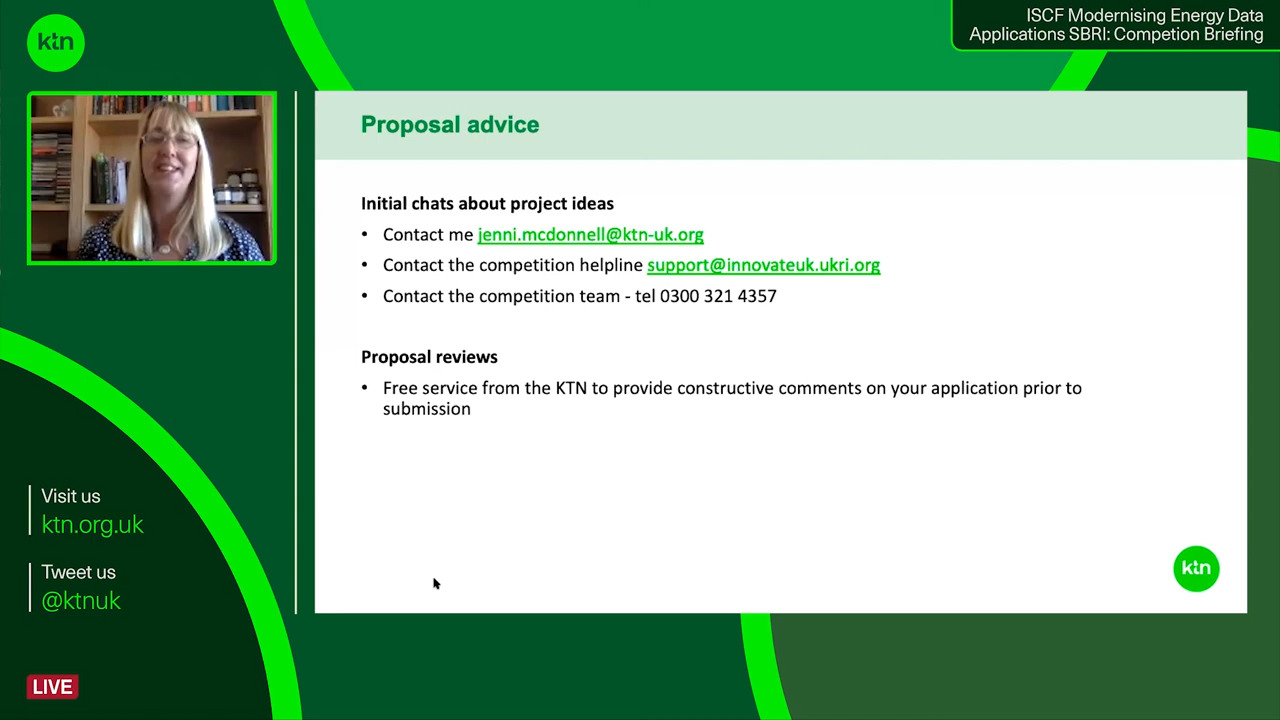 ktn
ISCF Modernising Energy Data
Applications SBRI: Competion Briefing
Proposal advice
Initial chats about project ideas
• Contact me jenni.mcdonnell@ktn-uk.org
• Contact the competition helpline support@innovateuk.ukri.org
• Contact the competition team - tel 0300 321 4357
Proposal reviews
• Free service from the KTN to provide constructive comments on your application prior to
submission
Visit us
ktn.org.uk
Tweet us
@ktnuk
LIVE
ktn